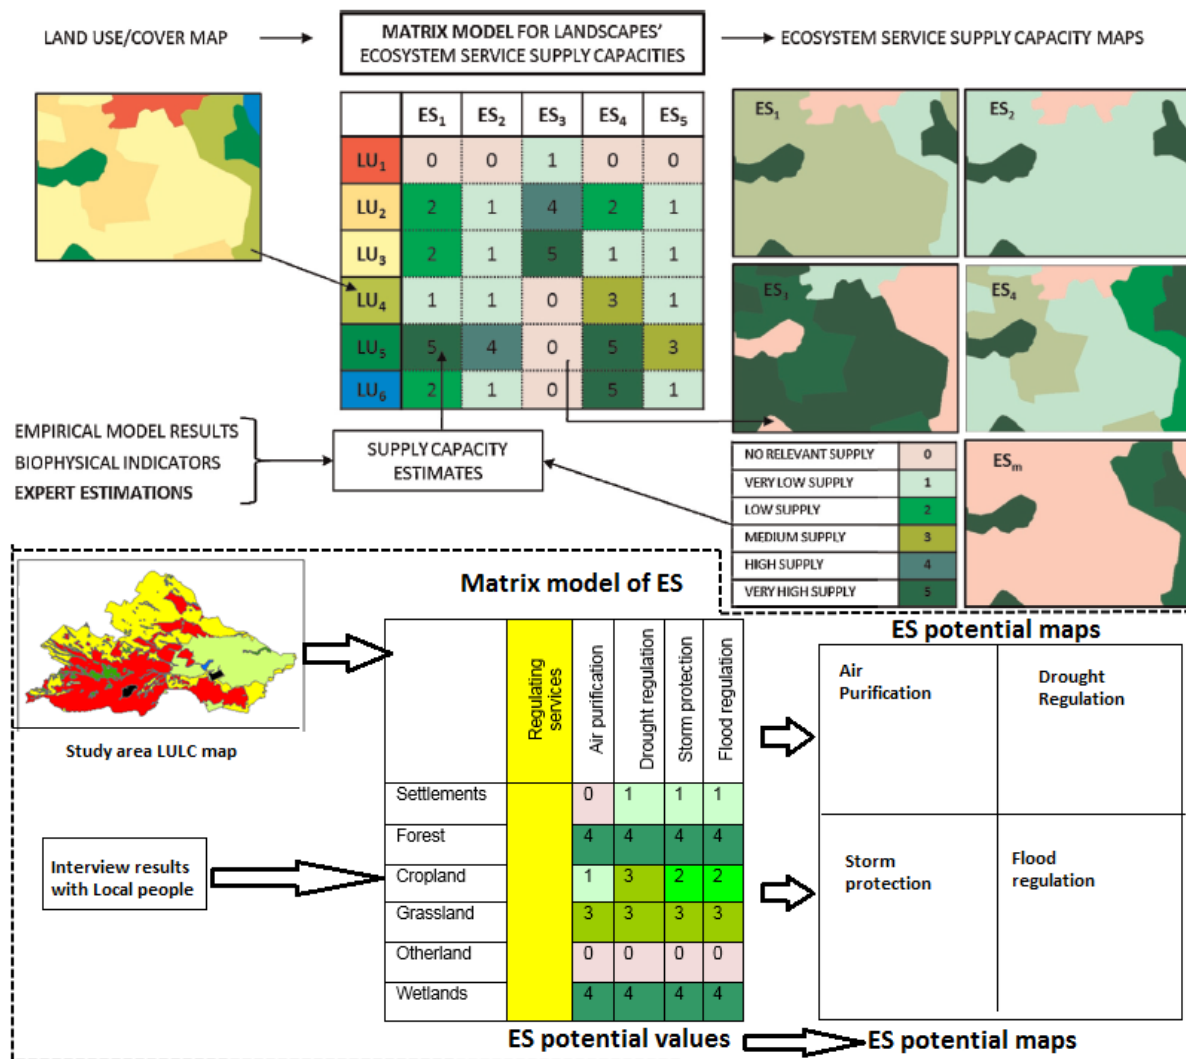 LAND USE/COVER MAP
MATRIX MODEL FOR LANDSCAPES'
ECOSYSTEM SERVICE SUPPLY CAPACITIES
ECOSYSTEM SERVICE SUPPLY CAPACITY MAPS
ES1 ES2 ES3 ES4 ES5
LU1 0 0 1 0 0
LU2 2 1 4 2 1
LU3 2 1 5 1 1
LU4 1 1 0 3 1
LU5 5 4 0 5 3
LU6 2 1 0 5 1
ES1
ES2
ES3
ES4
ESm
EMPIRICAL MODEL RESULTS
BIOPHYSICAL INDICATORS
EXPERT ESTIMATIONS
SUPPLY CAPACITY
ESTIMATES
NO RELEVANT SUPPLY 0
VERY LOW SUPPLY 1
LOW SUPPLY 2
MEDIUM SUPPLY 3
HIGH SUPPLY 4
VERY HIGH SUPPLY 5
Matrix model of ES
ES potential maps
Study area LULC map
Interview results
with Local people
Regulating
services
Air purification
Drought regulation
Storm protection
Flood regulation
Settlements 0 1 1 1
Forest 4 4 4 4
Cropland 1 3 2 2
Grassland 3 3 3 3
Otherland 0 0 0 0
Wetlands 4 4 4 4
Air
Purification
Drought
Regulation
Storm
protection
Flood
regulation
ES potential values
ES potential maps